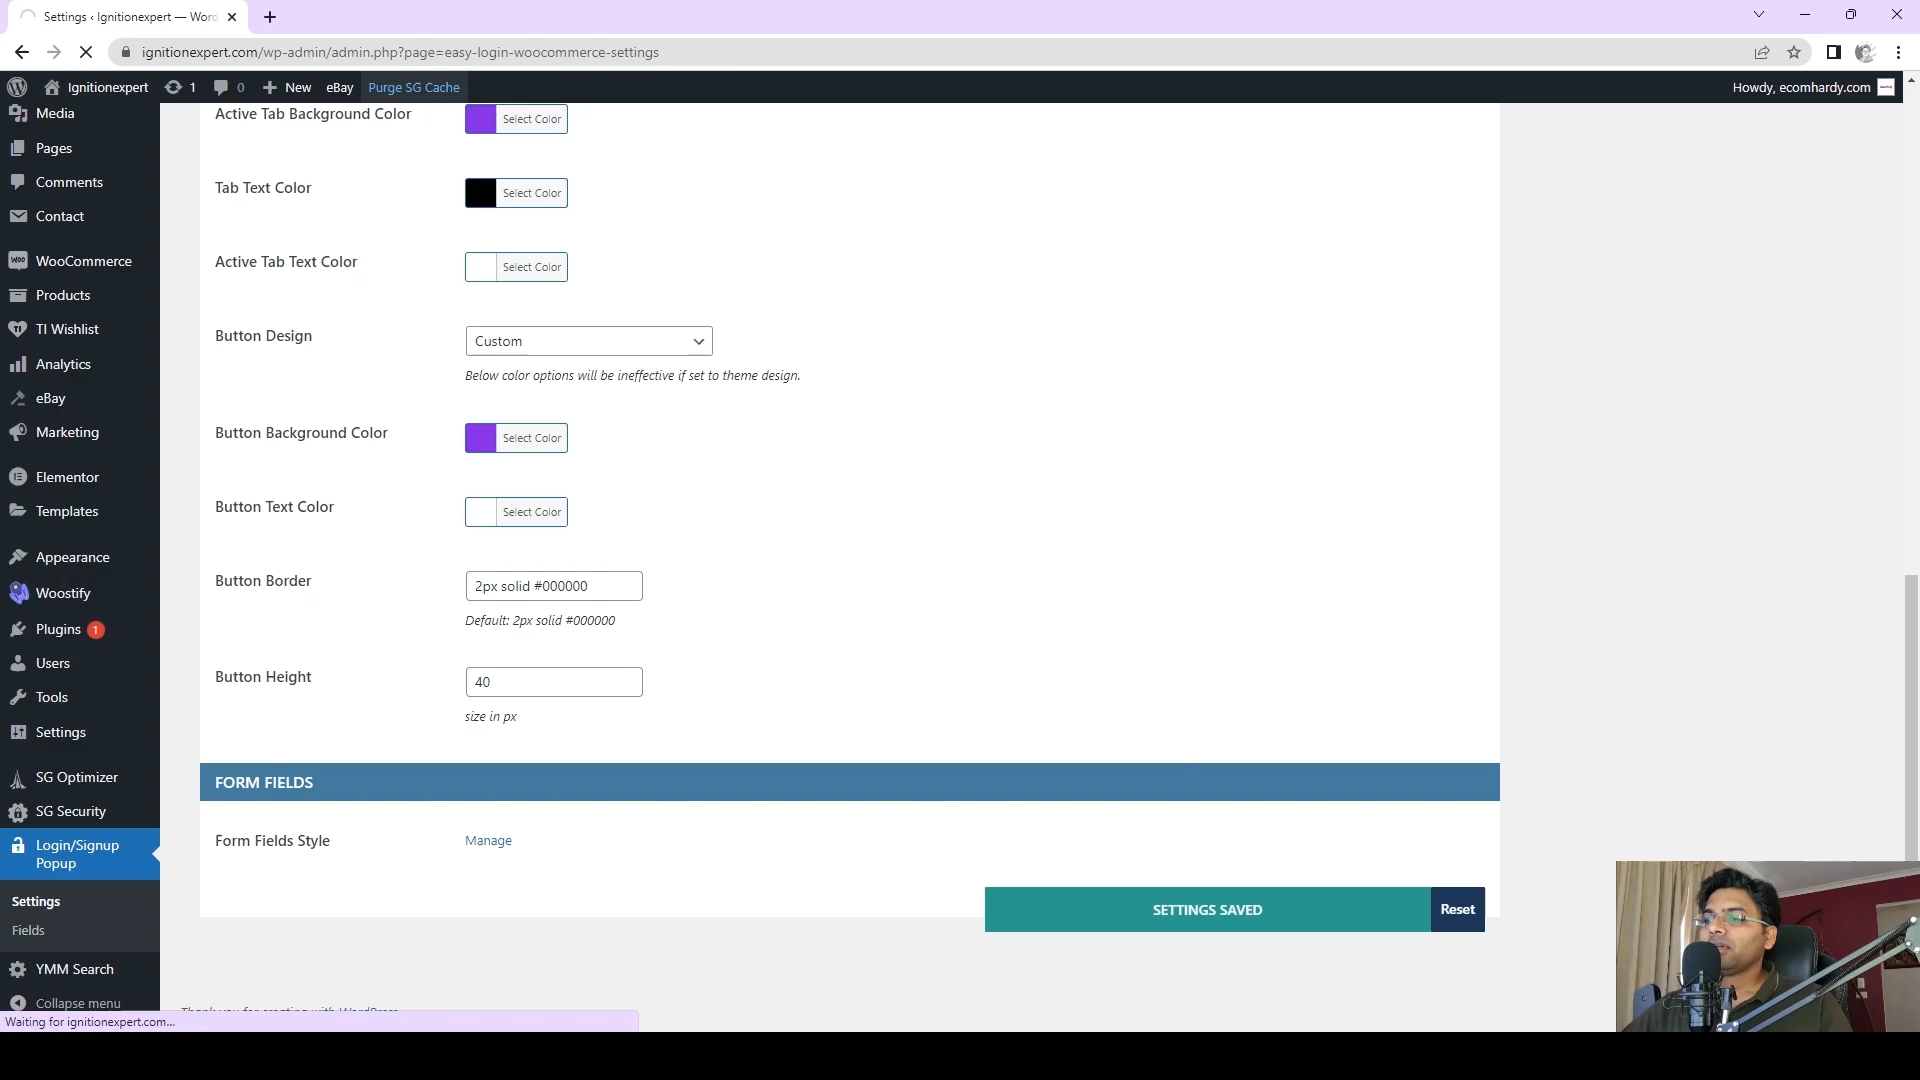 Settings ‹ Ignitionexpert — Word
ignitionexpert.com/wp-admin/admin.php?page=easy-login-woocommerce-settings
Ignitionexpert
1
0
New
eBay
Purge SG Cache
Howdy, ecomhardy.com
Media
Pages
Comments
Contact
WooCommerce
Products
TI Wishlist
Analytics
eBay
Marketing
Elementor
Templates
Appearance
Woostify
Plugins 1
Users
Tools
Settings
SG Optimizer
SG Security
Login/Signup
Popup
Settings
Fields
YMM Search
Collapse menu
Active Tab Background Color
Select Color
Tab Text Color
Select Color
Active Tab Text Color
Select Color
Button Design
Custom
Below color options will be ineffective if set to theme design.
Button Background Color
Select Color
Button Text Color
Select Color
Button Border
2px solid #000000
Default: 2px solid #000000
Button Height
40
size in px
FORM FIELDS
Form Fields Style
Manage
SETTINGS SAVED
Reset
Thank you for creating with WordPress
Waiting for ignitionexpert.com...